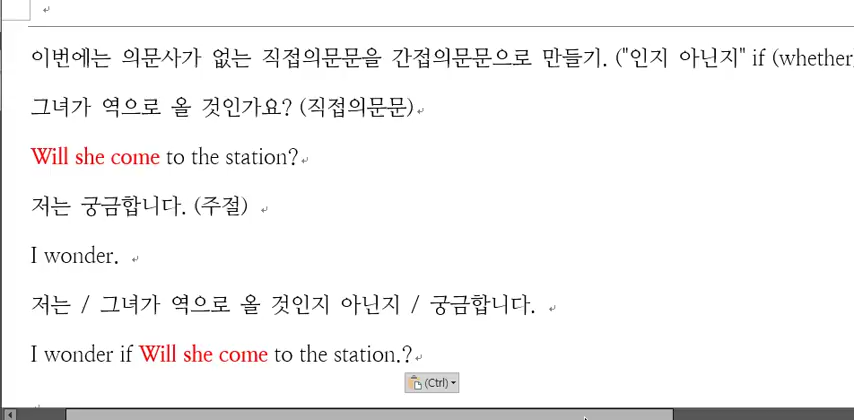 이번에는 의문사가 없는 직접의문문을 간접의문문으로 만들기. ("인지 아닌지" if (whether
그녀가 역으로 올 것인가요? (직접의문문)
Will she come to the station?
저는 궁금합니다. (주절)
I wonder.
저는 / 그녀가 역으로 올 것인지 아닌지 / 궁금합니다.
I wonder if Will she come to the station.?
(Ctrl)